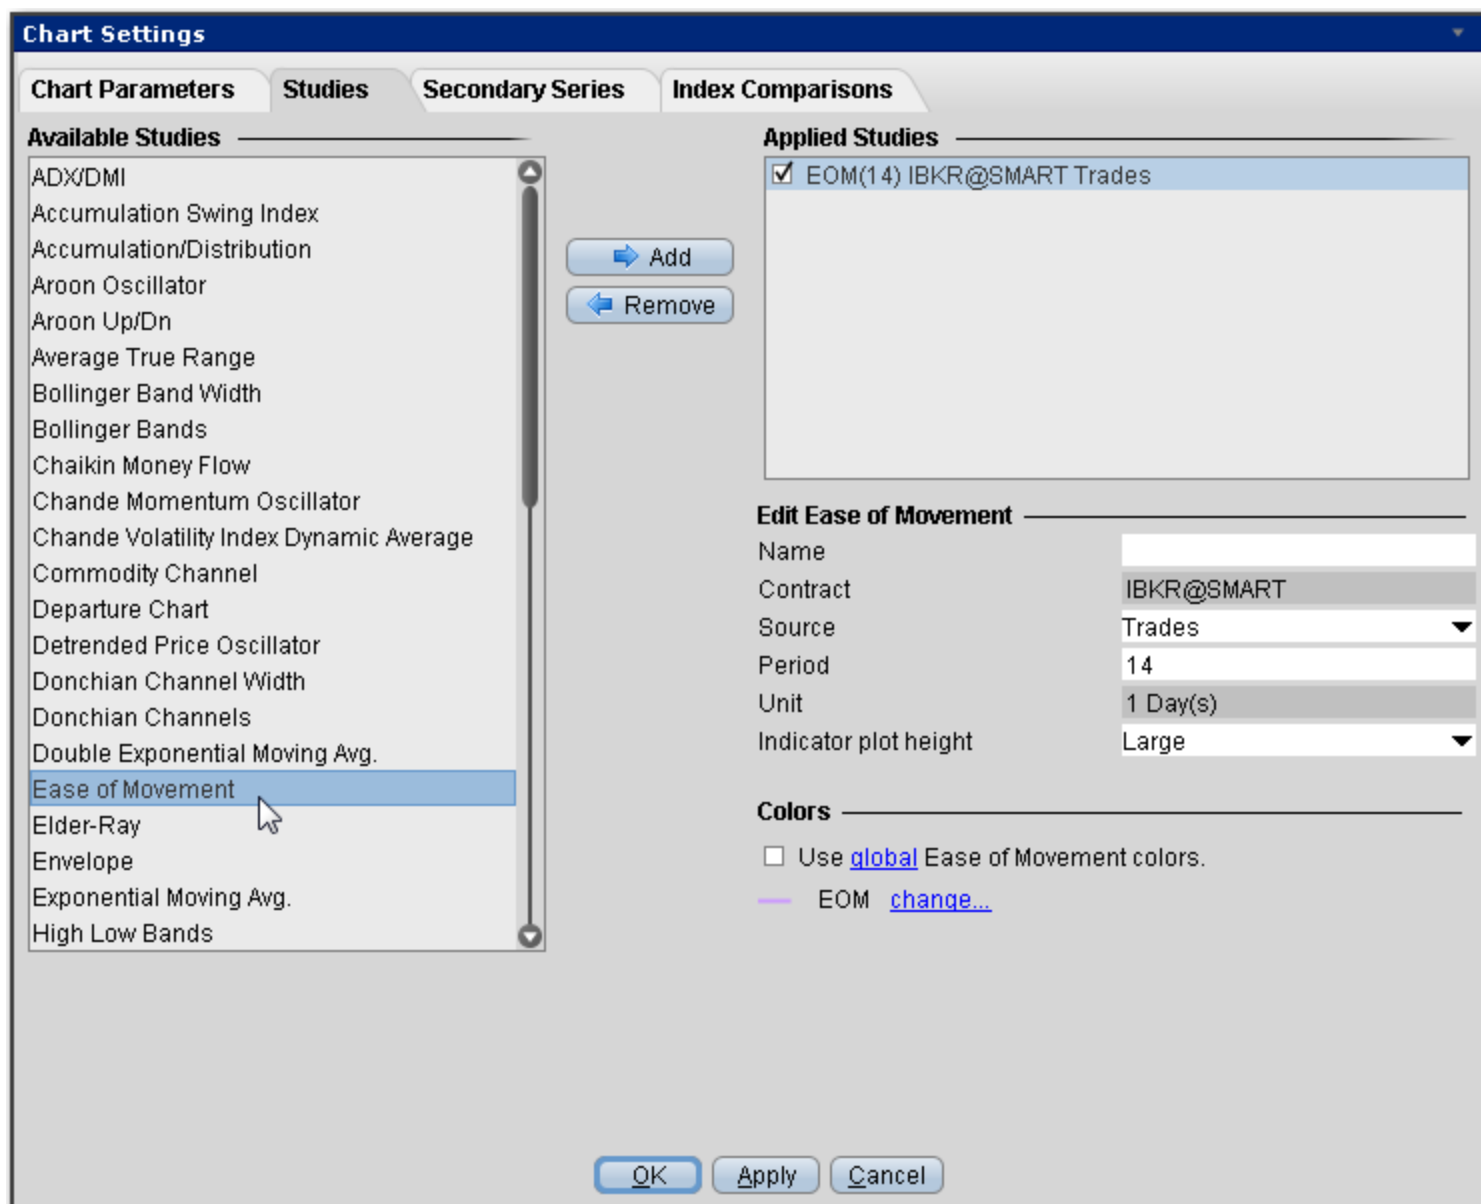 Chart Settings
Chart Parameters
Studies
Secondary Series
Index Comparisons
Available Studies
ADX/DMI
Accumulation Swing Index
Accumulation/Distribution
Aroon Oscillator
Aroon Up/Dn
Average True Range
Bollinger Band Width
Bollinger Bands
Chaikin Money Flow
Chande Momentum Oscillator
Chande Volatility Index Dynamic Average
Commodity Channel
Departure Chart
Detrended Price Oscillator
Donchian Channel Width
Donchian Channels
Double Exponential Moving Avg.
Ease of Movement
Elder-Ray
Envelope
Exponential Moving Avg.
High Low Bands
Add
Remove
Applied Studies
EOM(14) IBKR@SMART Trades
Edit Ease of Movement
Name
Contract IBKR@SMART
Source Trades
Period 14
Unit 1 Day(s)
Indicator plot height Large
Colors
Use global Ease of Movement colors.
EOM change...
OK
Apply
Cancel